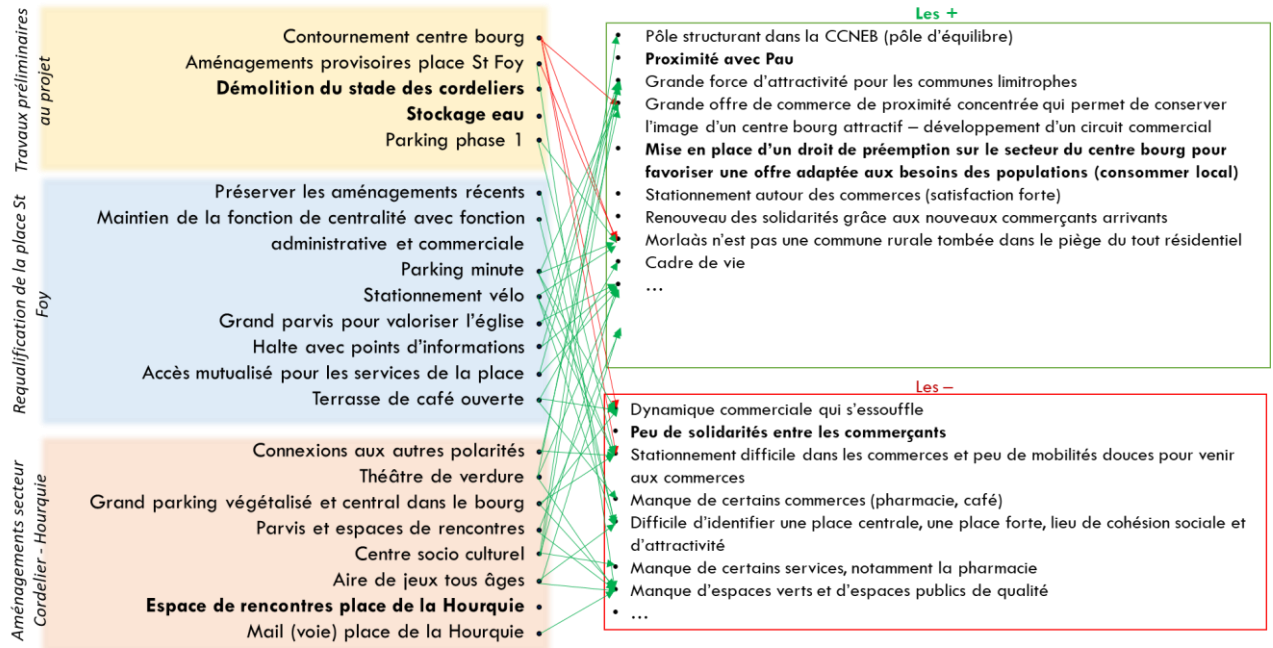 Travaux préliminaires
au projet
Contournement centre bourg
Aménagements provisoires place St Foy
Démolition du stade des cordeliers
Stockage eau
Parking phase 1
Requalification de la place St
Foy
Préserver les aménagements récents
Maintien de la fonction de centralité avec fonction
administrative et commerciale
Parking minute
Stationnement vélo
Grand parvis pour valoriser l'église
Halte avec points d'informations
Accès mutualisé pour les services de la place
Terrasse de café ouverte
Aménagements secteur
Cordelier - Hourquie
Connexions aux autres polarités
Théâtre de verdure
Grand parking végétalisé et central dans le bourg
Parvis et espaces de rencontres
Centre socio culturel
Aire de jeux tous âges
Espace de rencontres place de la Hourquie
Mail (voie) place de la Hourquie
Les +
Pôle structurant dans la CCNEB (pôle d'équilibre)
Proximité avec Pau
Grande force d'attractivité pour les communes limitrophes
Grande offre de commerce de proximité concentrée qui permet de conserver
l'image d'un centre bourg attractif – développement d'un circuit commercial
Mise en place d'un droit de préemption sur le secteur du centre bourg pour
favoriser une offre adaptée aux besoins des populations (consommer local)
Stationnement autour des commerces (satisfaction forte)
Renouveau des solidarités grâce aux nouveaux commerçants arrivants
Morlaàs n'est pas une commune rurale tombée dans le piège du tout résidentiel
Cadre de vie
…
Les –
Dynamique commerciale qui s'essouffle
Peu de solidarités entre les commerçants
Stationnement difficile dans les commerces et peu de mobilités douces pour venir
aux commerces
Manque de certains commerces (pharmacie, café)
Difficile d'identifier une place centrale, une place forte, lieu de cohésion sociale et
d'attractivité
Manque de certains services, notamment la pharmacie
Manque d'espaces verts et d'espaces publics de qualité
…